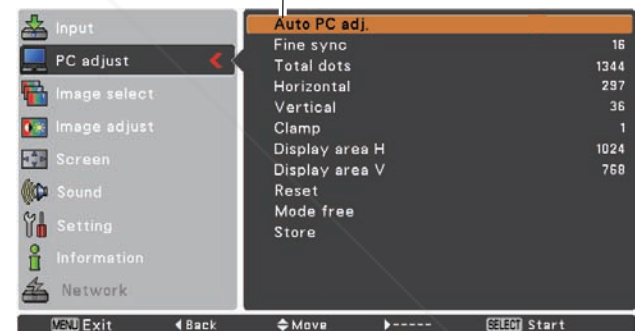 Input
PC adjust
Image select
Image adjust
Screen
Sound
Setting
Information
Network
Auto PC adj.
Fine sync 16
Total dots 1344
Horizontal 297
Vertical 36
Clamp 1
Display area H 1024
Display area V 768
Reset
Mode free
Store
MENU Exit ◀Back Move ▶----- SELECT Start